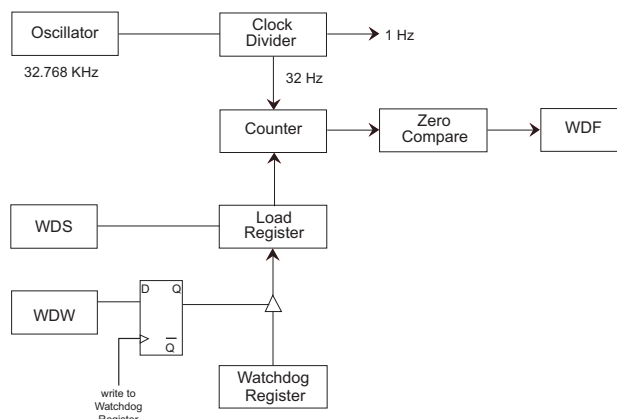 Oscillator
32.768 KHz
Clock
Divider
1 Hz
32 Hz
Counter
Zero
Compare
WDF
WDS
Load
Register
WDW
D Q
Q
write to
Watchdog
Register
Watchdog
Register